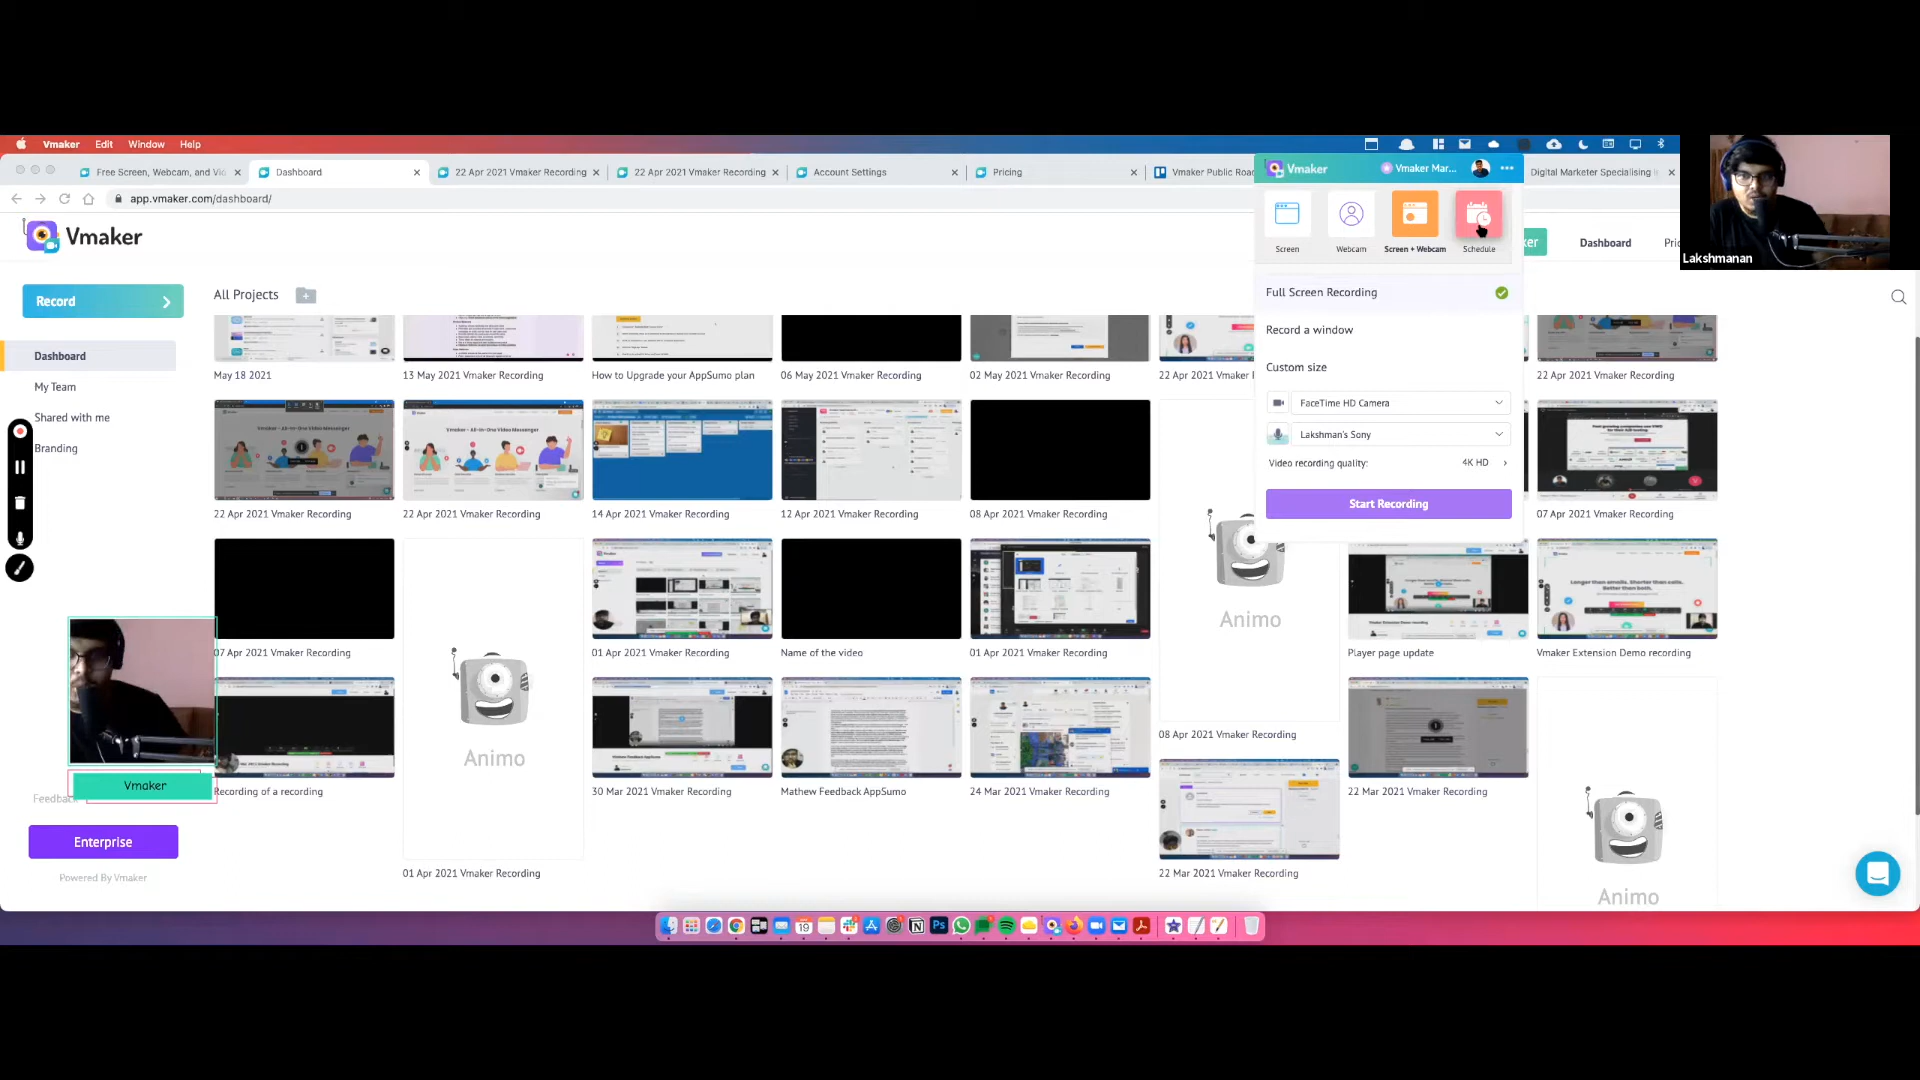 Vmaker Edit Window Help
Free Screen, Webcam, and Vi
Dashboard
22 Apr 2021 Vmaker Recording
22 Apr 2021 Vmaker Recording
Account Settings
Pricing
Vmaker Public Roa
Digital Marketer Specialising
app.vmaker.com/dashboard/
Vmaker
Vmaker Mar...
Screen
Webcam
Screen + Webcam
Schedule
Full Screen Recording
Record a window
Custom size
FaceTime HD Camera
Lakshman's Sony
Video recording quality: 4K HD
Start Recording
Lakshmanan
Vmaker
Dashboard
Record
All Projects
Dashboard
My Team
Shared with me
Branding
May 18 2021
13 May 2021 Vmaker Recording
How to Upgrade your AppSumo plan
06 May 2021 Vmaker Recording
02 May 2021 Vmaker Recording
22 Apr 2021 V
22 Apr 2021 Vmaker Recording
22 Apr 2021 Vmaker Recording
22 Apr 2021 Vmaker Recording
14 Apr 2021 Vmaker Recording
12 Apr 2021 Vmaker Recording
08 Apr 2021 Vmaker Recording
07 Apr 2021 Vmaker Recording
Animo
07 Apr 2021 Vmaker Recording
01 Apr 2021 Vmaker Recording
Name of the video
01 Apr 2021 Vmaker Recording
Player page update
Vmaker Extension Demo recording
Animo
08 Apr 2021 Vmaker Recording
Recording of a recording
30 Mar 2021 Vmaker Recording
Mathew Feedback AppSumo
24 Mar 2021 Vmaker Recording
22 Mar 2021 Vmaker Recording
01 Apr 2021 Vmaker Recording
22 Mar 2021 Vmaker Recording
Animo
Vmaker
Feedback
Enterprise
Powered By Vmaker